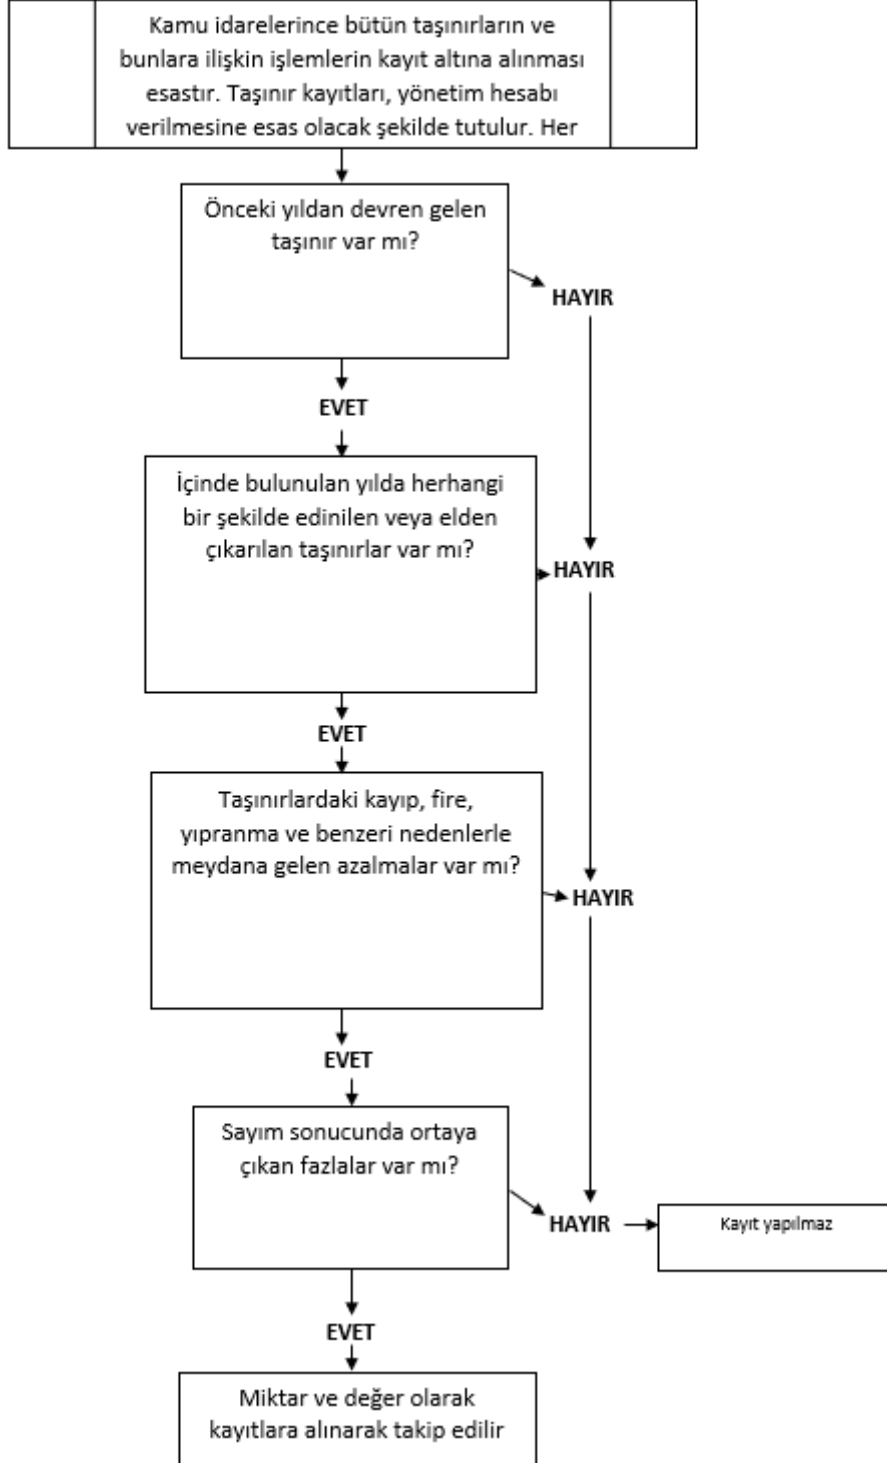 Kamu idarelerince bütün taşınırların ve
bunlara ilişkin işlemlerin kayıt altına alınması
esastır. Taşınır kayıtları, yönetim hesabı
verilmesine esas olacak şekilde tutulur. Her
Önceki yıldan devren gelen
taşınır var mı?
HAYIR
EVET
İçinde bulunulan yılda herhangi
bir şekilde edinilen veya elden
çıkarılan taşınırlar var mı?
HAYIR
EVET
Taşınırlardaki kayıp, fire,
yıpranma ve benzeri nedenlerle
meydana gelen azalmalar var mı?
HAYIR
EVET
Sayım sonucunda ortaya
çıkan fazlalar var mı?
HAYIR
Kayıt yapılmaz
EVET
Miktar ve değer olarak
kayıtlara alınarak takip edilir